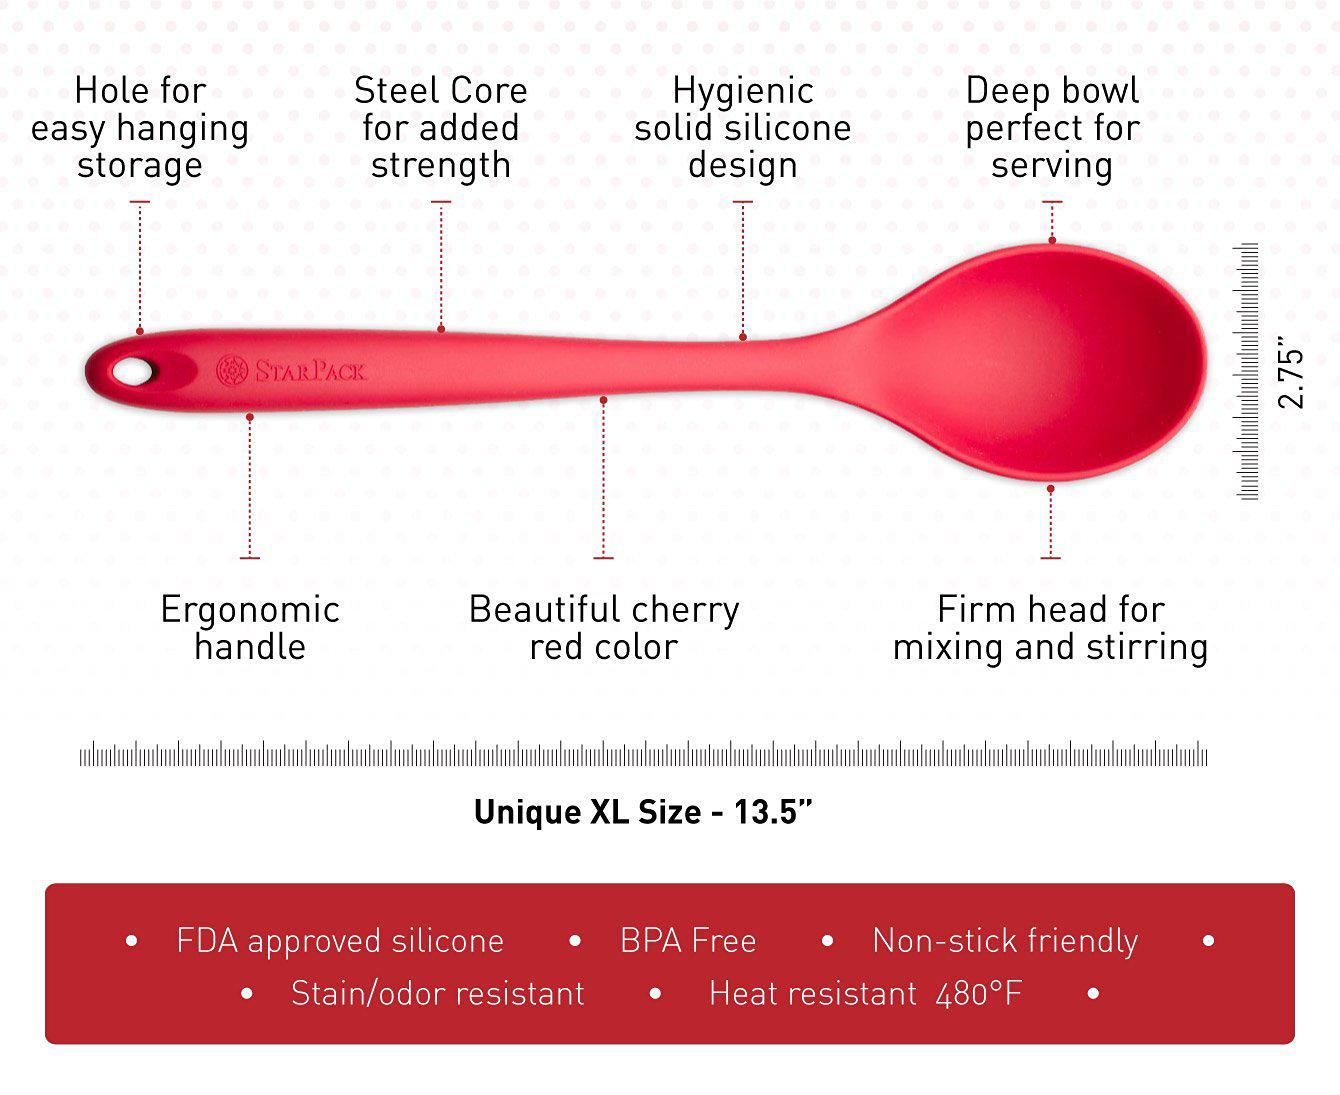 Hole for
easy hanging
storage
Steel Core
for added
strength
Hygienic
solid silicone
design
Deep bowl
perfect for
serving
STARPACK
2.75”
Ergonomic
handle
Beautiful cherry
red color
Firm head for
mixing and stirring
Unique XL Size - 13.5”
• FDA approved silicone • BPA Free • Non-stick friendly •
• Stain/odor resistant • Heat resistant 480°F •